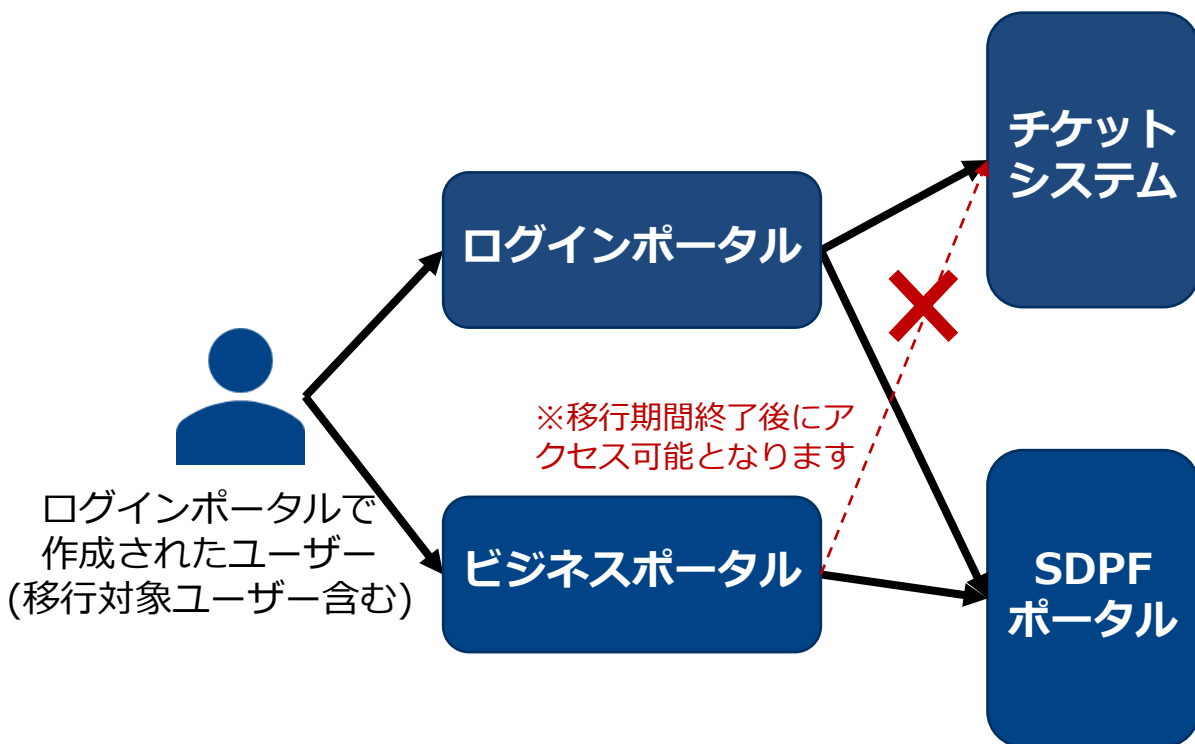 チケット
システム
ログインポータル
※移行期間終了後にア
クセス可能となります
ログインポータルで
作成されたユーザー
(移行対象ユーザー含む)
ビジネスポータル
SDPF
ポータル